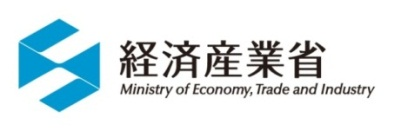 経済産業省
Ministry of Economy, Trade and Industry